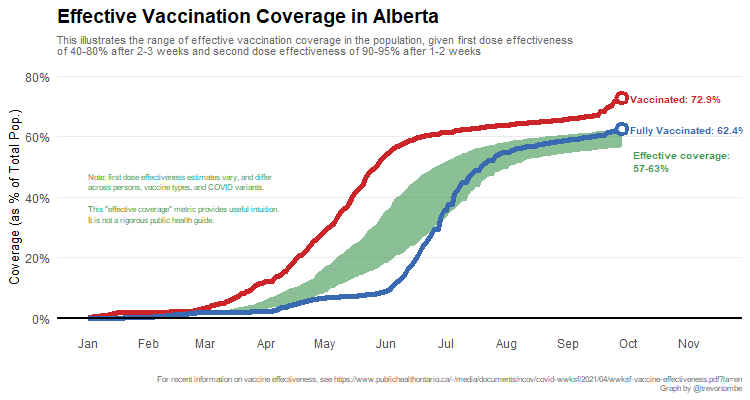 Effective Vaccination Coverage in Alberta
This illustrates the range of effective vaccination coverage in the population, given first dose effectiveness
of 40-80% after 2-3 weeks and second dose effectiveness of 90-95% after 1-2 weeks
80%
60%
40%
20%
0%
Coverage (as % of Total Pop.)
Vaccinated: 72.9%
Fully Vaccinated: 62.4%
Effective coverage:
57-63%
Note: first dose effectiveness estimates vary, and differ
across persons, vaccine types, and COVID variants.
This "effective coverage" metric provides useful intuition.
It is not a rigorous public health guide.
Jan Feb Mar Apr May Jun Jul Aug Sep Oct Nov
For recent information on vaccine effectiveness, see https://www.publichealthontario.ca/-/media/documents/ncov/covid-wwksf/2021/04/wwksf-vaccine-effectiveness.pdf?la=en
Graph by @trevortombe